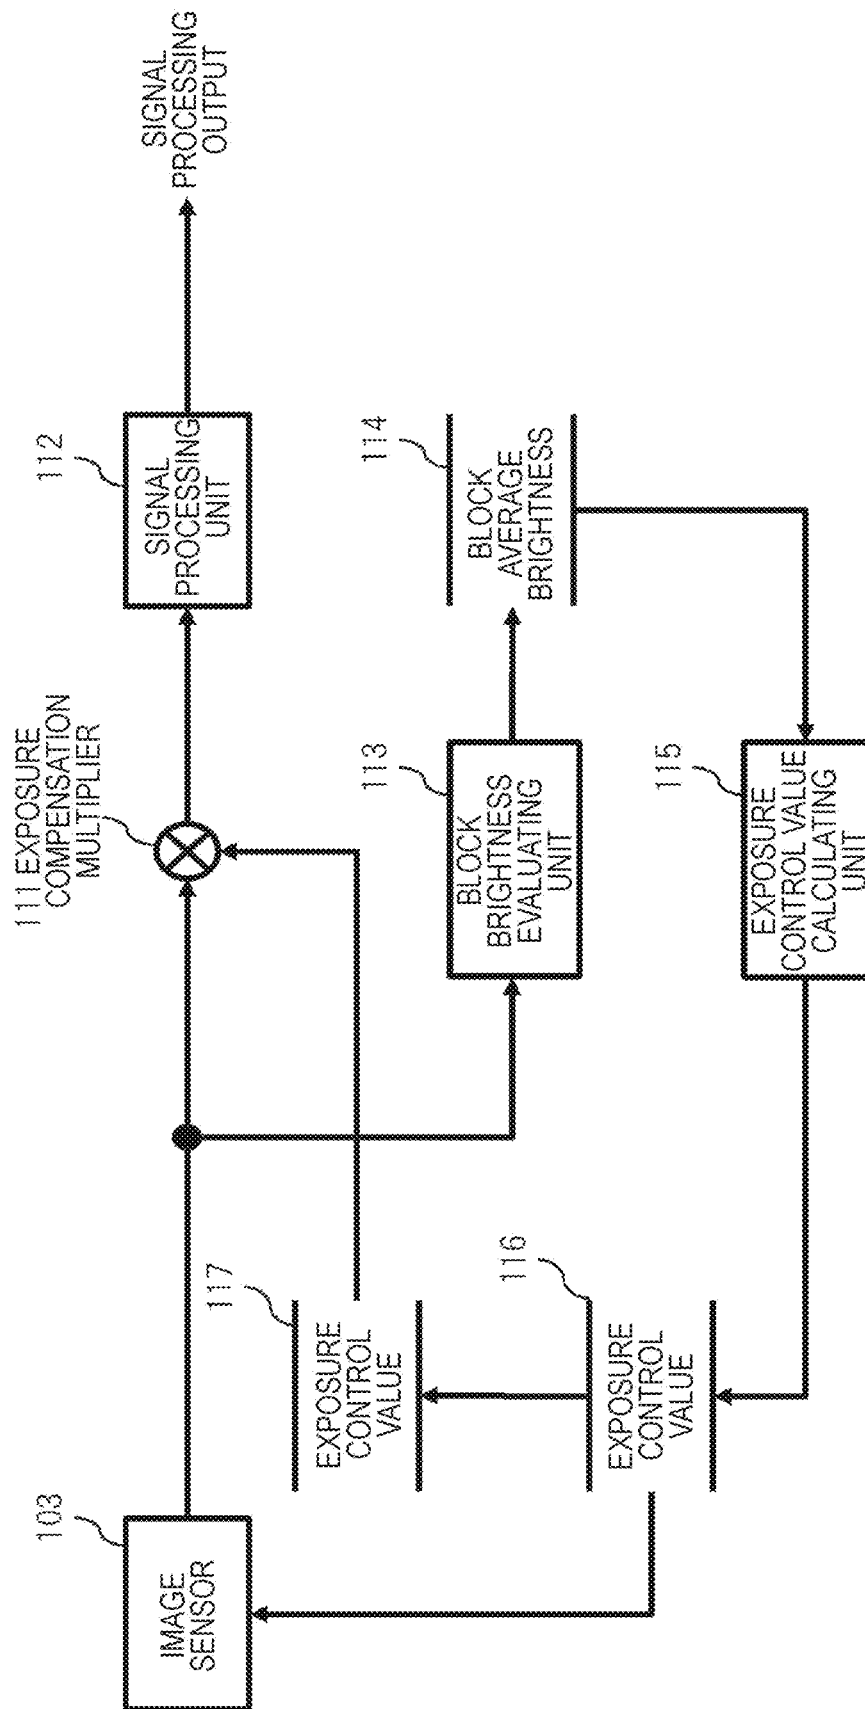 103
IMAGE
SENSOR
111 EXPOSURE
COMPENSATION
MULTIPLIER
112
SIGNAL
PROCESSING
UNIT
SIGNAL
PROCESSING
OUTPUT
117
EXPOSURE
CONTROL
VALUE
113
BLOCK
BRIGHTNESS
EVALUATING
UNIT
114
BLOCK
AVERAGE
BRIGHTNESS
116
EXPOSURE
CONTROL
VALUE
115
EXPOSURE
CONTROL VALUE
CALCULATING
UNIT